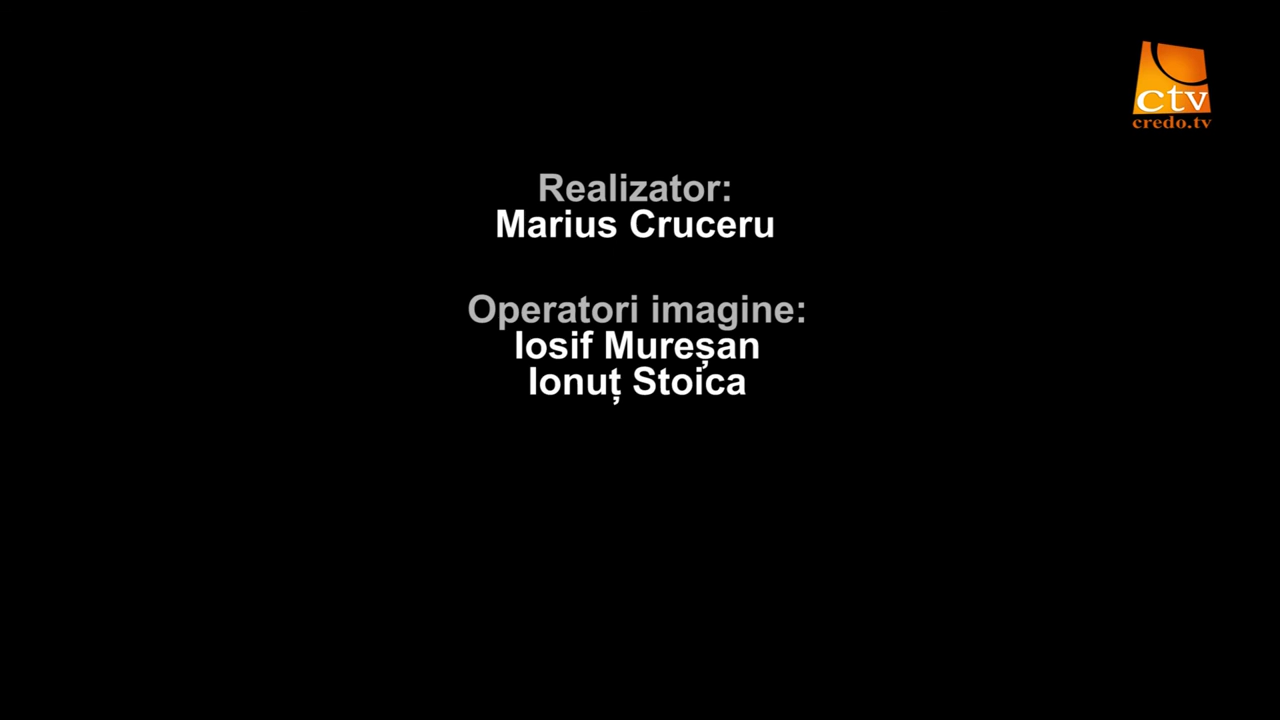 ctv
credo.tv
Realizator:
Marius Cruceru
Operatori imagine:
Iosif Mureșan
Ionuț Stoica